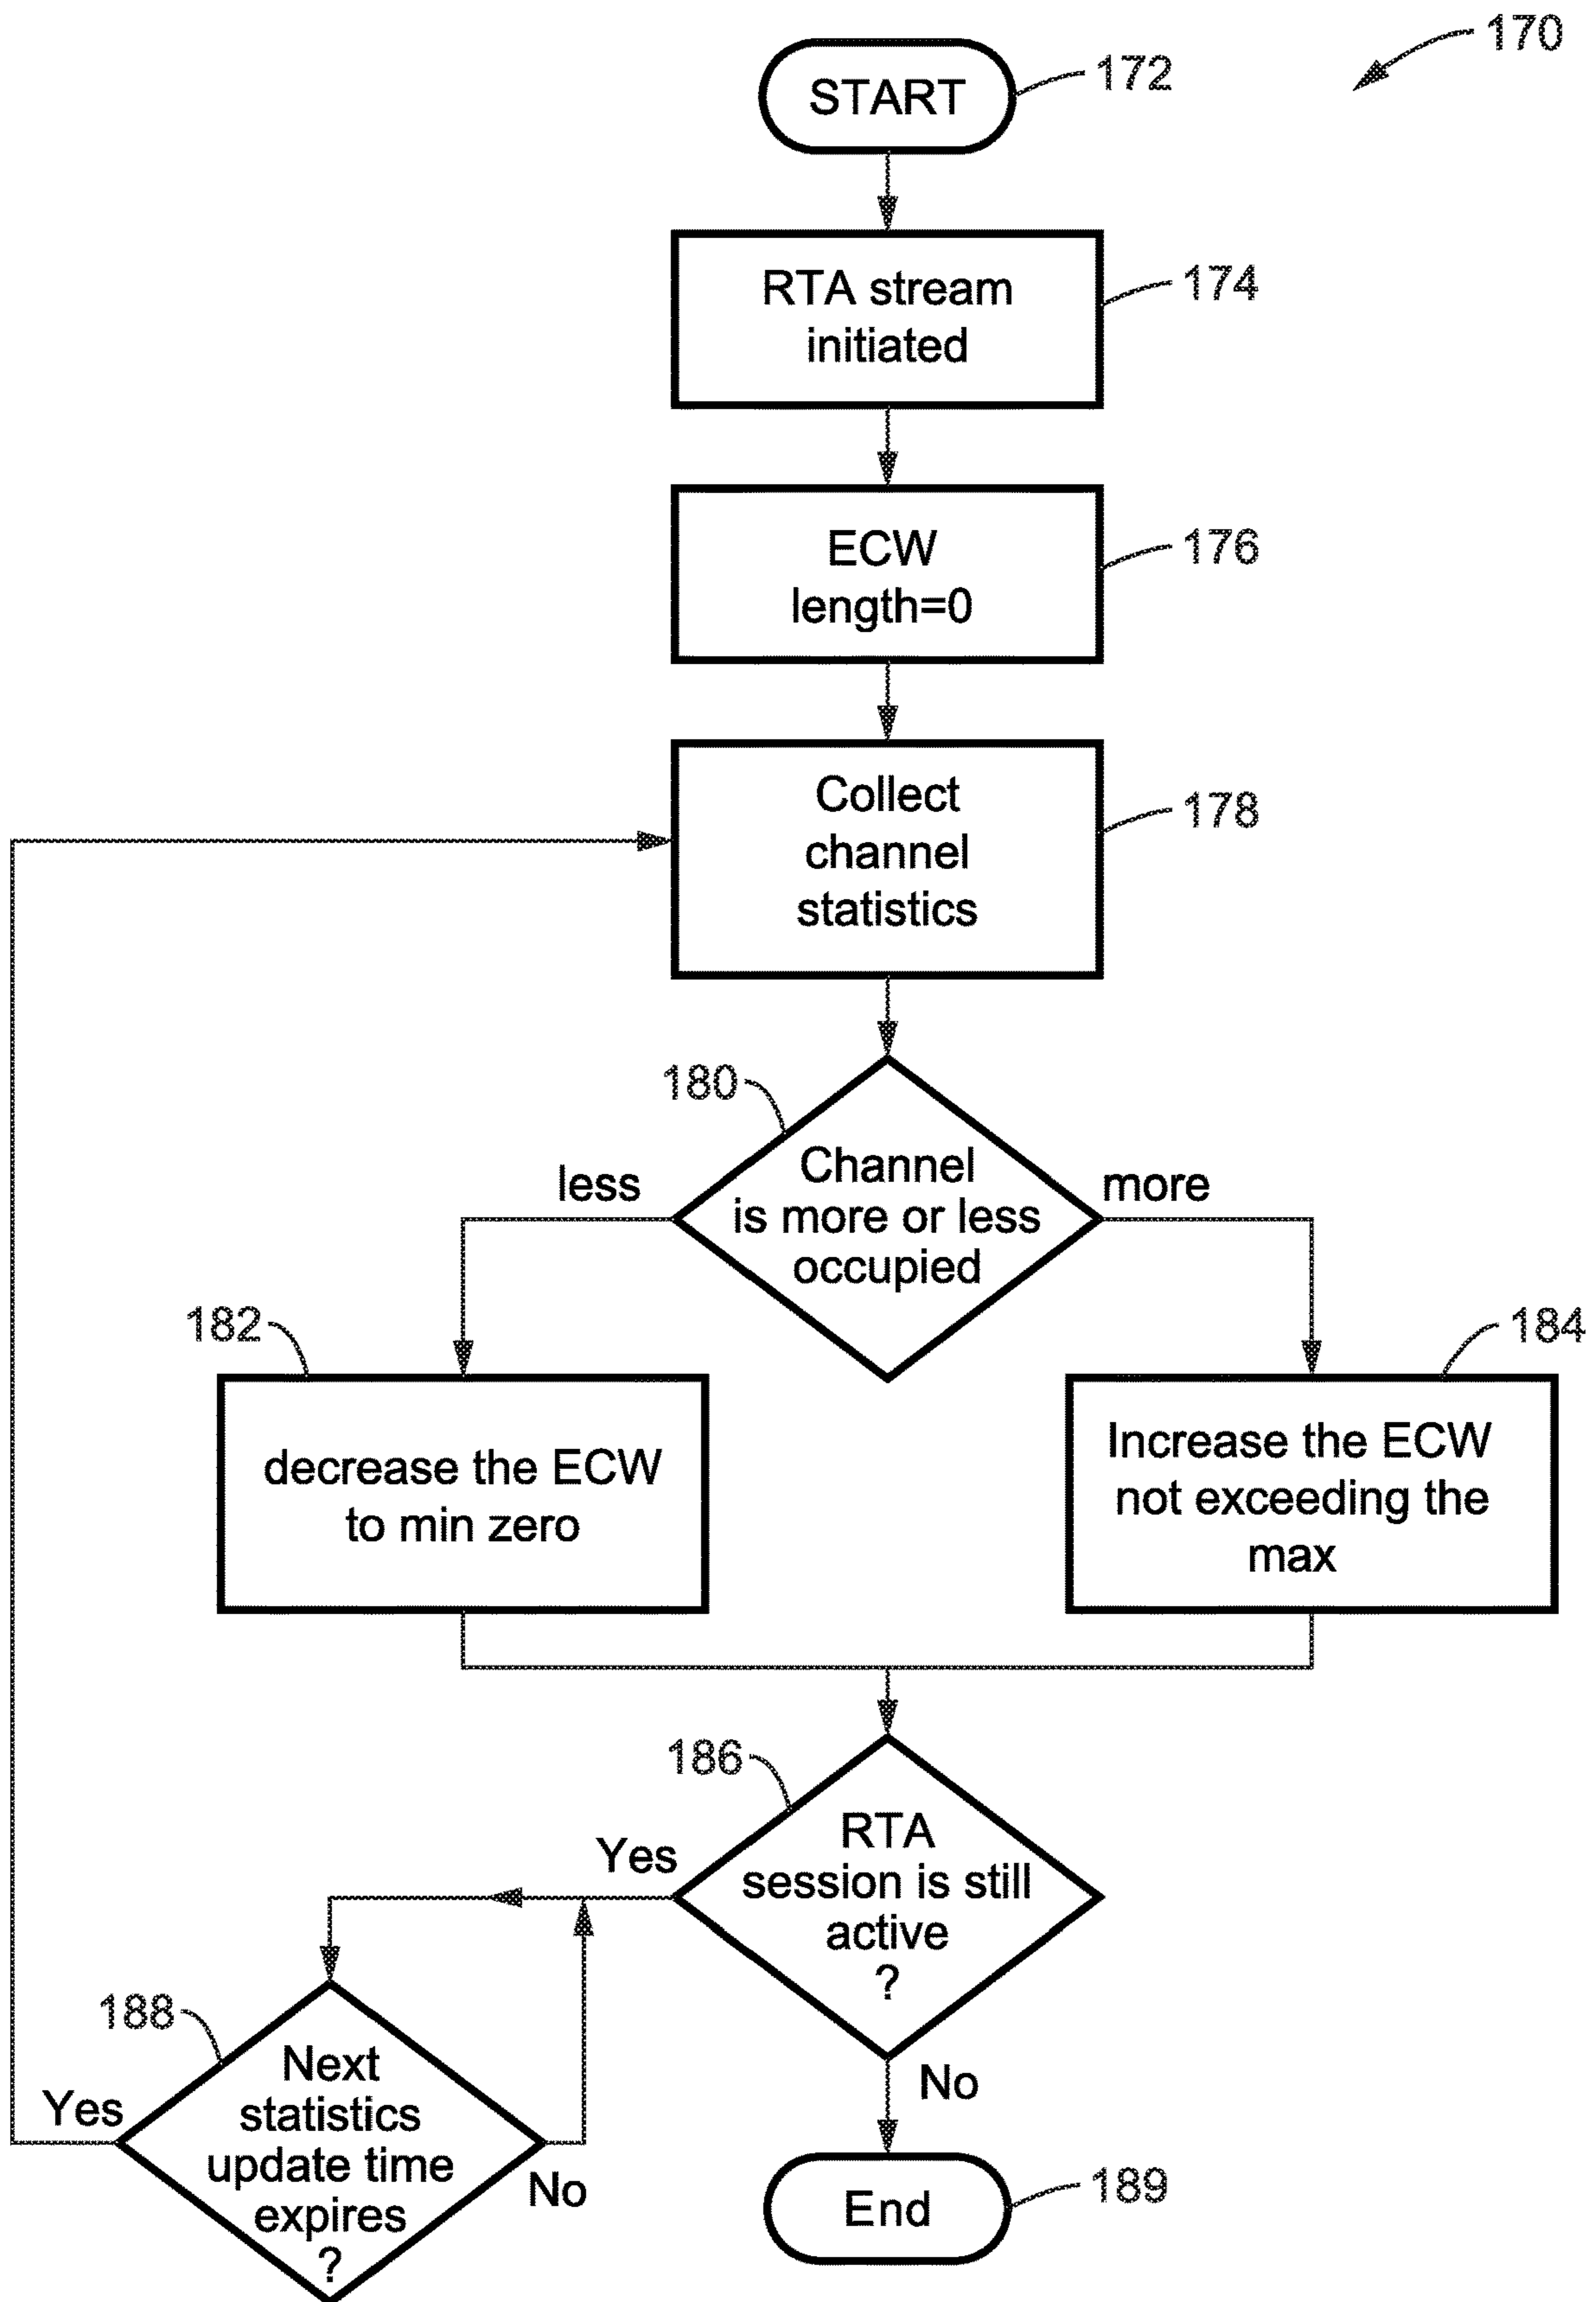 170
START
172
RTA stream
initiated
174
ECW
length=0
176
Collect
channel
statistics
178
180
Channel
is more or less
occupied
less
more
182
decrease the ECW
to min zero
184
Increase the ECW
not exceeding the
max
186
RTA
session is still
active
?
Yes
No
188
Next
statistics
update time
expires
?
Yes
No
End
189